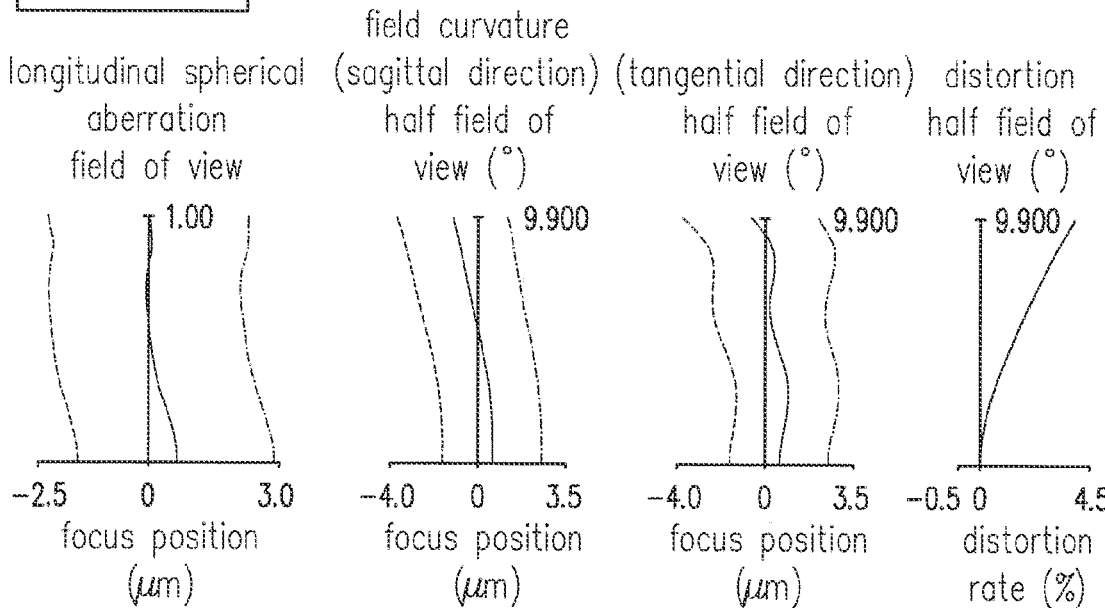 field curvature
longitudinal spherical (sagittal direction) (tangential direction) distortion
aberration half field of half field of half field of
field of view view (°) view (°) view (°)
1.00 9.900 9.900 9.900
-2.5 0 3.0 -4.0 0 3.5 -4.0 0 3.5 -0.5 0 4.5
focus position focus position focus position distortion
(μm) (μm) (μm) rate (%)